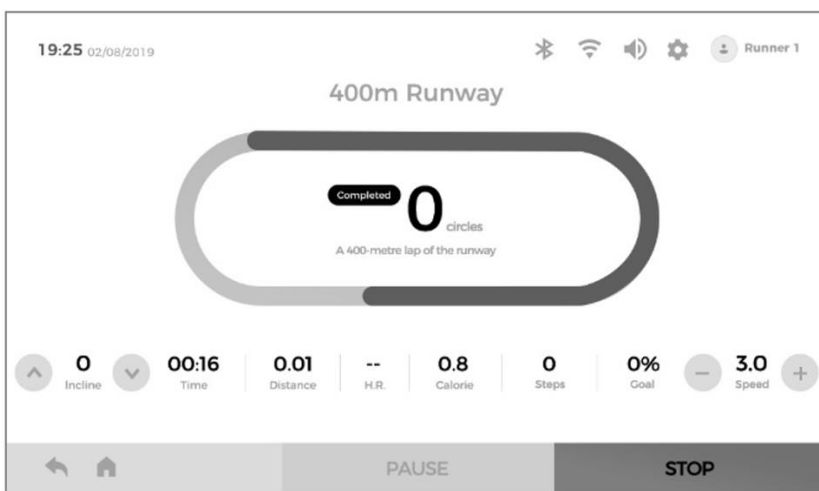 19:25 02/08/2019 Runner 1
400m Runway
Completed 0 circles
A 400-metre lap of the runway
0 00:16 0.01 -- 0.8 0 0% 3.0
Incline Time Distance H.R. Calorie Steps Goal Speed
PAUSE STOP